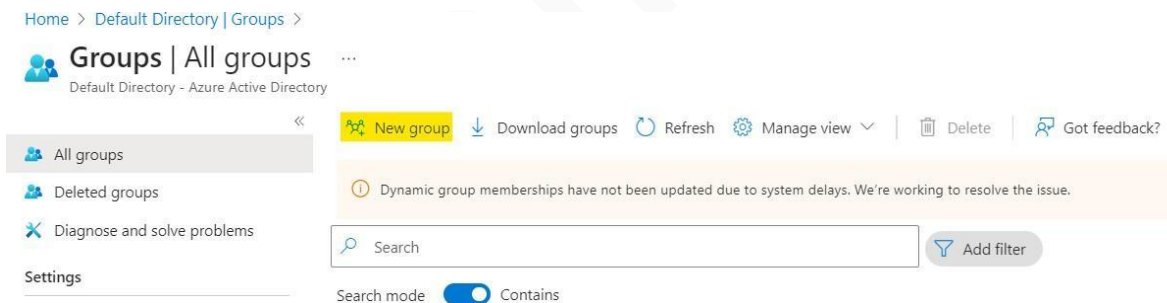 Home > Default Directory | Groups >
Groups | All groups ...
Default Directory - Azure Active Directory
«
New group Download groups Refresh Manage view Delete Got feedback?
All groups
Deleted groups
Diagnose and solve problems
Settings
Dynamic group memberships have not been updated due to system delays. We're working to resolve the issue.
Search Add filter
Search mode Contains